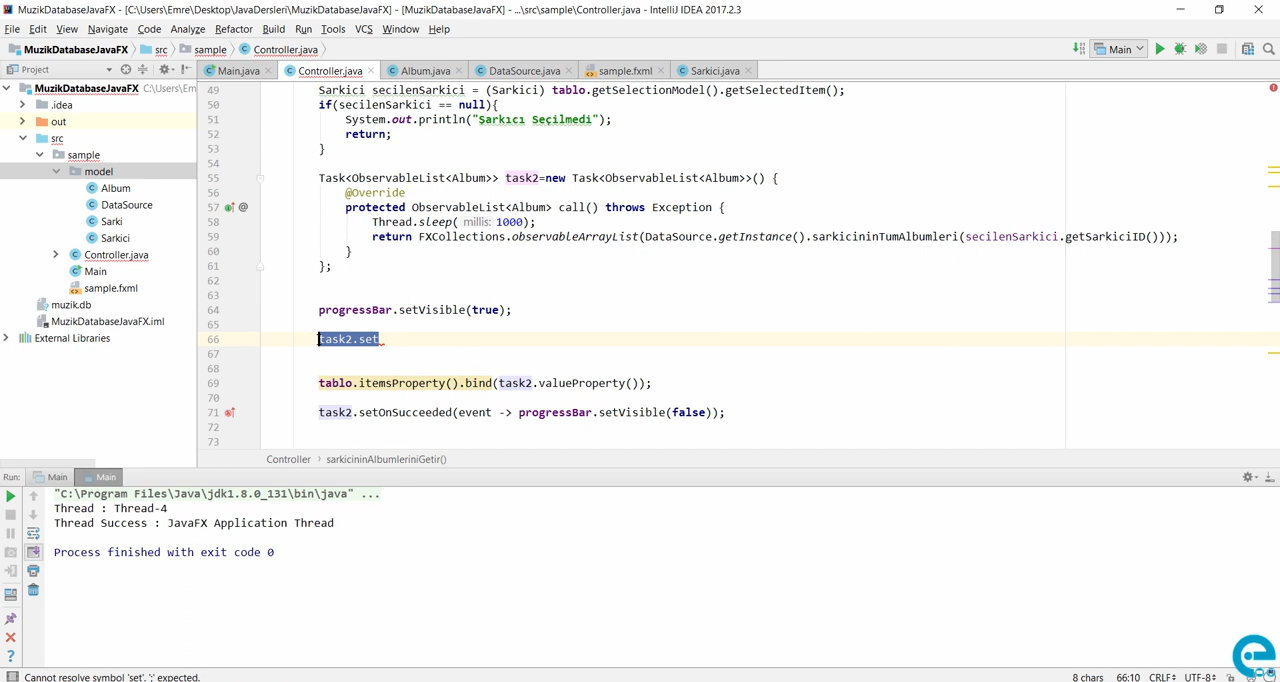 MuzikDatabaseJavaFX - [C:\Users\Emre\Desktop\JavaDersleri\MuzikDatabaseJavaFX] - [MuzikDatabaseJavaFX] - ...\src\sample\Controller.java - IntelliJ IDEA 2017.2.3
File Edit View Navigate Code Analyze Refactor Build Run Tools VCS Window Help
MuzikDatabaseJavaFX src sample Controller.java
Main
Project
Main.java Controller.java Album.java DataSource.java sample.fxml Sarkici.java
MuzikDatabaseJavaFX C:\Users\Em
.idea
out
src
sample
model
Album
DataSource
Sarki
Sarkici
Controller.java
Main
sample.fxml
muzik.db
MuzikDatabaseJavaFX.iml
External Libraries
49 Sarkici secilenSarkici = (Sarkici) tablo.getSelectionModel().getSelectedItem();
50 if(secilenSarkici == null){
51 System.out.println("Şarkıcı Seçilmedi");
52 return;
53 }
54
55 Task<ObservableList<Album>> task2=new Task<ObservableList<Album>>() {
56 @Override
57 @ protected ObservableList<Album> call() throws Exception {
58 Thread.sleep( millis: 1000);
59 return FXCollections.observableArrayList(DataSource.getInstance().sarkicininTumAlbumleri(secilenSarkici.getSarkiciID()));
60 }
61 };
62
63
64 progressBar.setVisible(true);
65
66 task2.set
67
68
69 tablo.itemsProperty().bind(task2.valueProperty());
70
71 task2.setOnSucceeded(event -> progressBar.setVisible(false));
72
73
Controller › sarkicininAlbumleriniGetir()
Run: Main Main
"C:\Program Files\Java\jdk1.8.0_131\bin\java" ...
Thread : Thread-4
Thread Success : JavaFX Application Thread
Process finished with exit code 0
Cannot resolve symbol 'set'. ';' expected.
8 chars 66:10 CRLF UTF-8